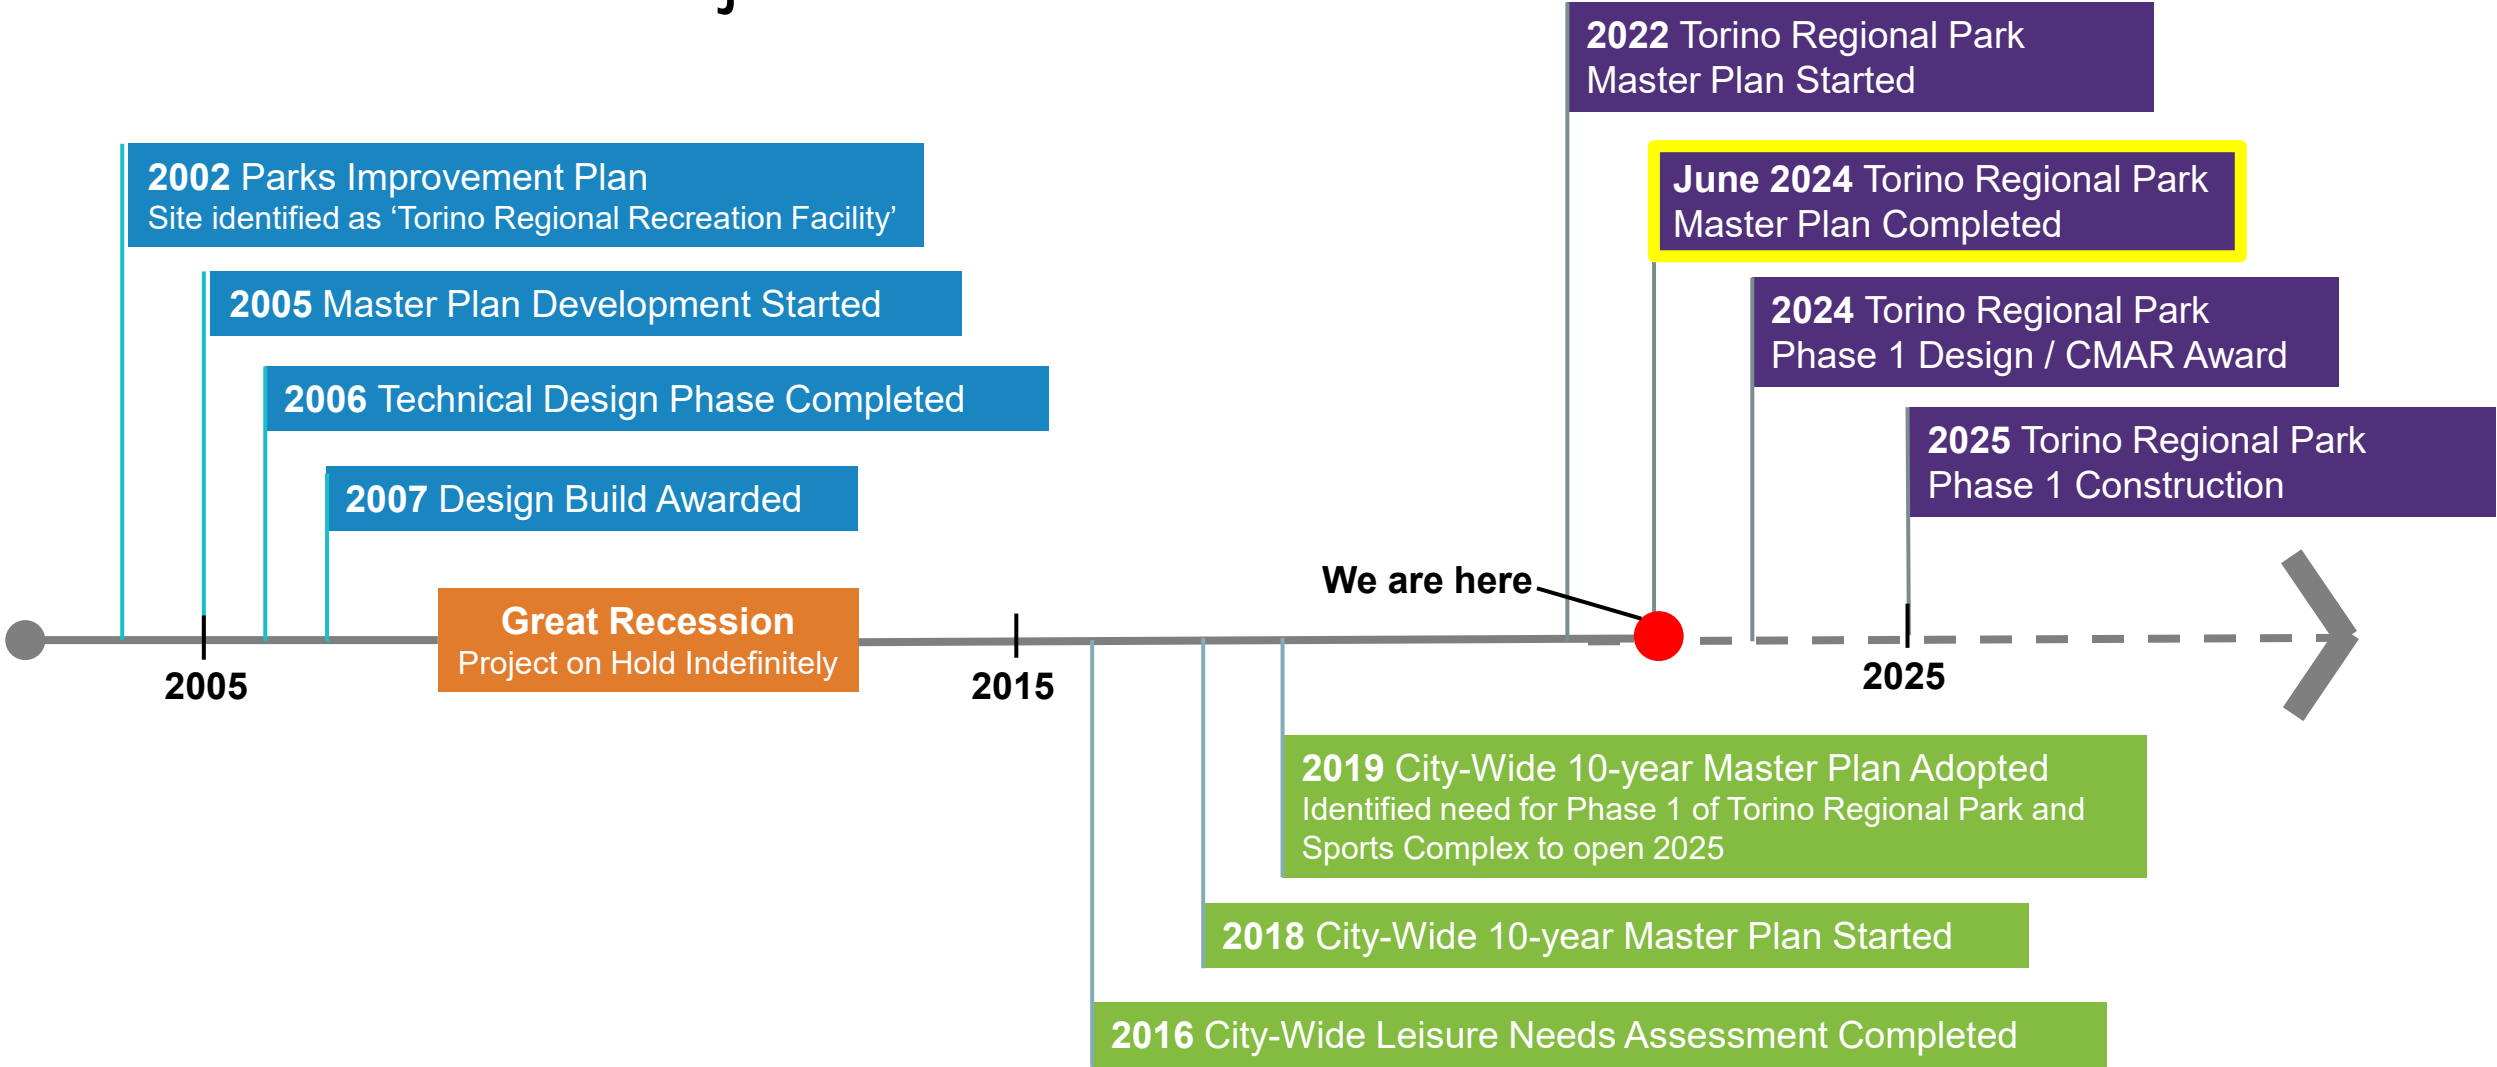 2022 Torino Regional Park
Master Plan Started
2002 Parks Improvement Plan
Site identified as ‘Torino Regional Recreation Facility’
June 2024 Torino Regional Park
Master Plan Completed
2005 Master Plan Development Started
2024 Torino Regional Park
Phase 1 Design / CMAR Award
2006 Technical Design Phase Completed
2025 Torino Regional Park
Phase 1 Construction
2007 Design Build Awarded
We are here
Great Recession
Project on Hold Indefinitely
2005
2015
2025
2019 City-Wide 10-year Master Plan Adopted
Identified need for Phase 1 of Torino Regional Park and
Sports Complex to open 2025
2018 City-Wide 10-year Master Plan Started
2016 City-Wide Leisure Needs Assessment Completed